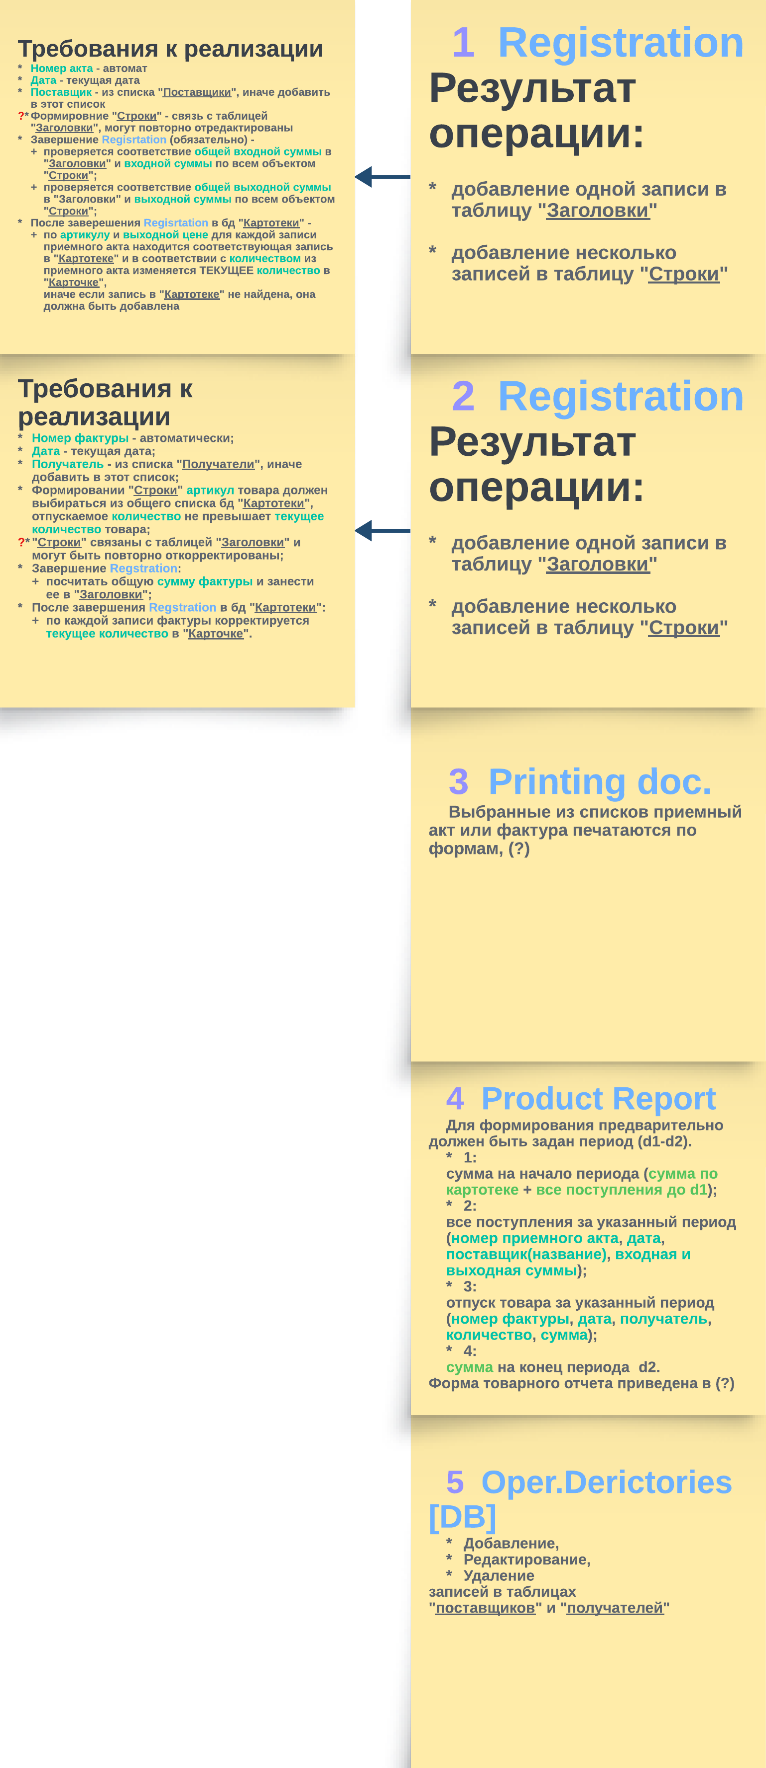 Требования к реализации
* Номер акта - автомат
* Дата - текущая дата
* Поставщик - из списка "Поставщики", иначе добавить
в этот список
?* Формировние "Строки" - связь с таблицей
"Заголовки", могут повторно отредактированы
* Завершение Regisrtation (обязательно) -
+ проверяется соответствие общей входной суммы в
"Заголовки" и входной суммы по всем объектом
"Строки";
+ проверяется соответствие общей выходной суммы
в "Заголовки" и выходной суммы по всем объектом
"Строки";
* После заверешения Regisrtation в бд "Картотеки" -
+ по артикулу и выходной цене для каждой записи
приемного акта находится соответствующая запись
в "Картотеке" и в соответствии с количеством из
приемного акта изменяется ТЕКУЩЕЕ количество в
"Карточке",
иначе если запись в "Картотеке" не найдена, она
должна быть добавлена
1 Registration
Результат
операции:
* добавление одной записи в
таблицу "Заголовки"
* добавление несколько
записей в таблицу "Строки"
Требования к
реализации
* Номер фактуры - автоматически;
* Дата - текущая дата;
* Получатель - из списка "Получатели", иначе
добавить в этот список;
* Формировании "Строки" артикул товара должен
выбираться из общего списка бд "Картотеки",
отпускаемое количество не превышает текущее
количество товара;
?* "Строки" связаны с таблицей "Заголовки" и
могут быть повторно откорректированы;
* Завершение Regstration:
+ посчитать общую сумму фактуры и занести
ее в "Заголовки";
* После завершения Regstration в бд "Картотеки":
+ по каждой записи фактуры корректируется
текущее количество в "Карточке".
2 Registration
Результат
операции:
* добавление одной записи в
таблицу "Заголовки"
* добавление несколько
записей в таблицу "Строки"
3 Printing doc.
Выбранные из списков приемный
акт или фактура печатаются по
формам, (?)
4 Product Report
Для формирования предварительно
должен быть задан период (d1-d2).
* 1:
сумма на начало периода (сумма по
картотеке + все поступления до d1);
* 2:
все поступления за указанный период
(номер приемного акта, дата,
поставщик(название), входная и
выходная суммы);
* 3:
отпуск товара за указанный период
(номер фактуры, дата, получатель,
количество, сумма);
* 4:
сумма на конец периода d2.
Форма товарного отчета приведена в (?)
5 Oper.Derictories
[DB]
* Добавление,
* Редактирование,
* Удаление
записей в таблицах
"поставщиков" и "получателей"